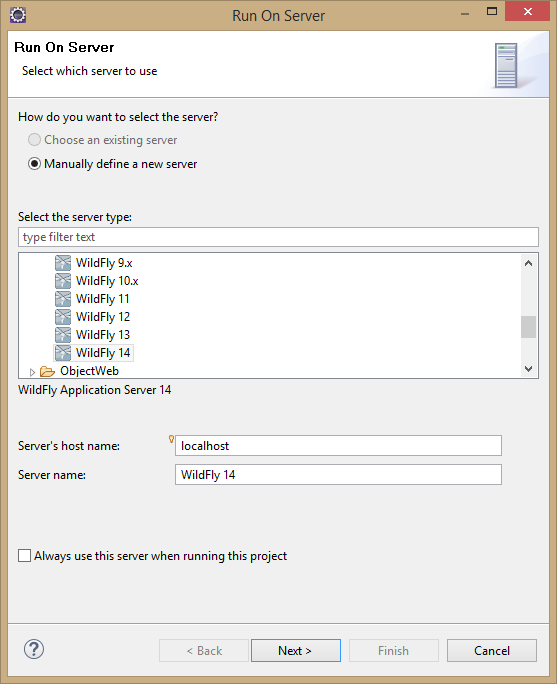 Run On Server
Run On Server
Select which server to use
How do you want to select the server?
Choose an existing server
Manually define a new server
Select the server type:
type filter text
WildFly 9.x
WildFly 10.x
WildFly 11
WildFly 12
WildFly 13
WildFly 14
ObjectWeb
WildFly Application Server 14
Server's host name: localhost
Server name: WildFly 14
Always use this server when running this project
? < Back Next > Finish Cancel